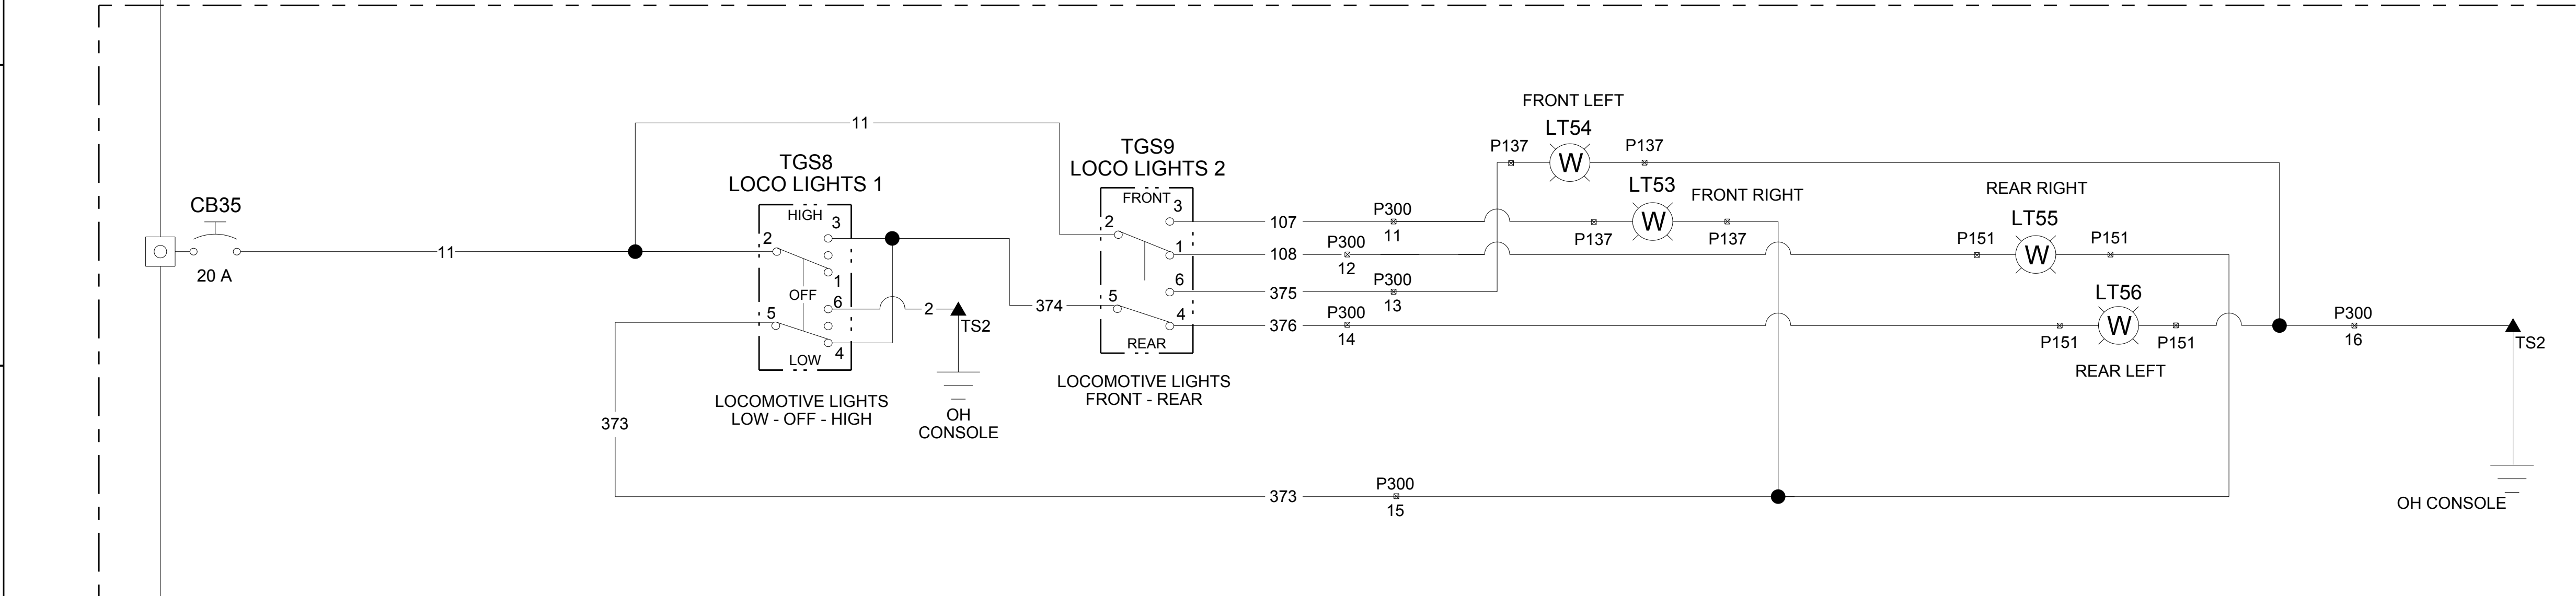 CB35
20 A
11
11
TGS8
LOCO LIGHTS 1
HIGH
3
2
1
OFF
6
5
4
LOW
LOCOMOTIVE LIGHTS
LOW - OFF - HIGH
2
TS2
OH
CONSOLE
373
374
TGS9
LOCO LIGHTS 2
FRONT
3
2
1
6
5
4
REAR
LOCOMOTIVE LIGHTS
FRONT - REAR
107
P300
11
108
P300
12
375
P300
13
376
P300
14
373
P300
15
FRONT LEFT
LT54
P137
W
P137
LT53
FRONT RIGHT
P137
W
P137
REAR RIGHT
LT55
P151
W
P151
LT56
P151
W
P151
REAR LEFT
P300
16
TS2
OH CONSOLE